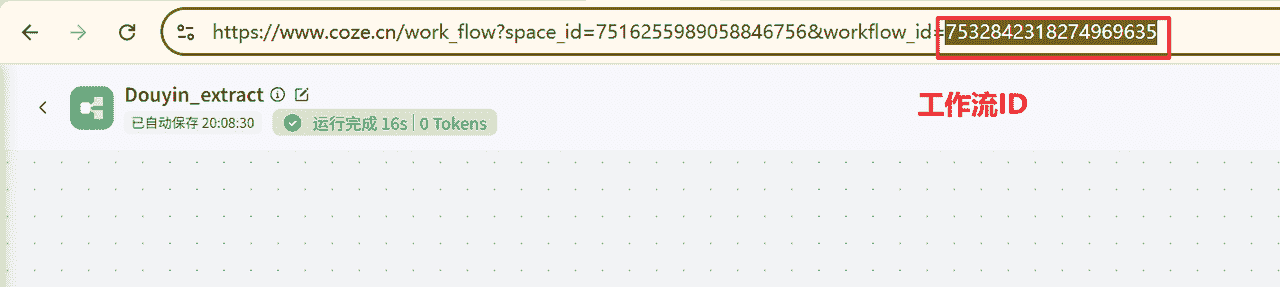 https://www.coze.cn/work_flow?space_id=7516255989058846756&workflow_id=7532842318274969635
Douyin_extract
已自动保存 20:08:30
运行完成 16s | 0 Tokens
工作流ID